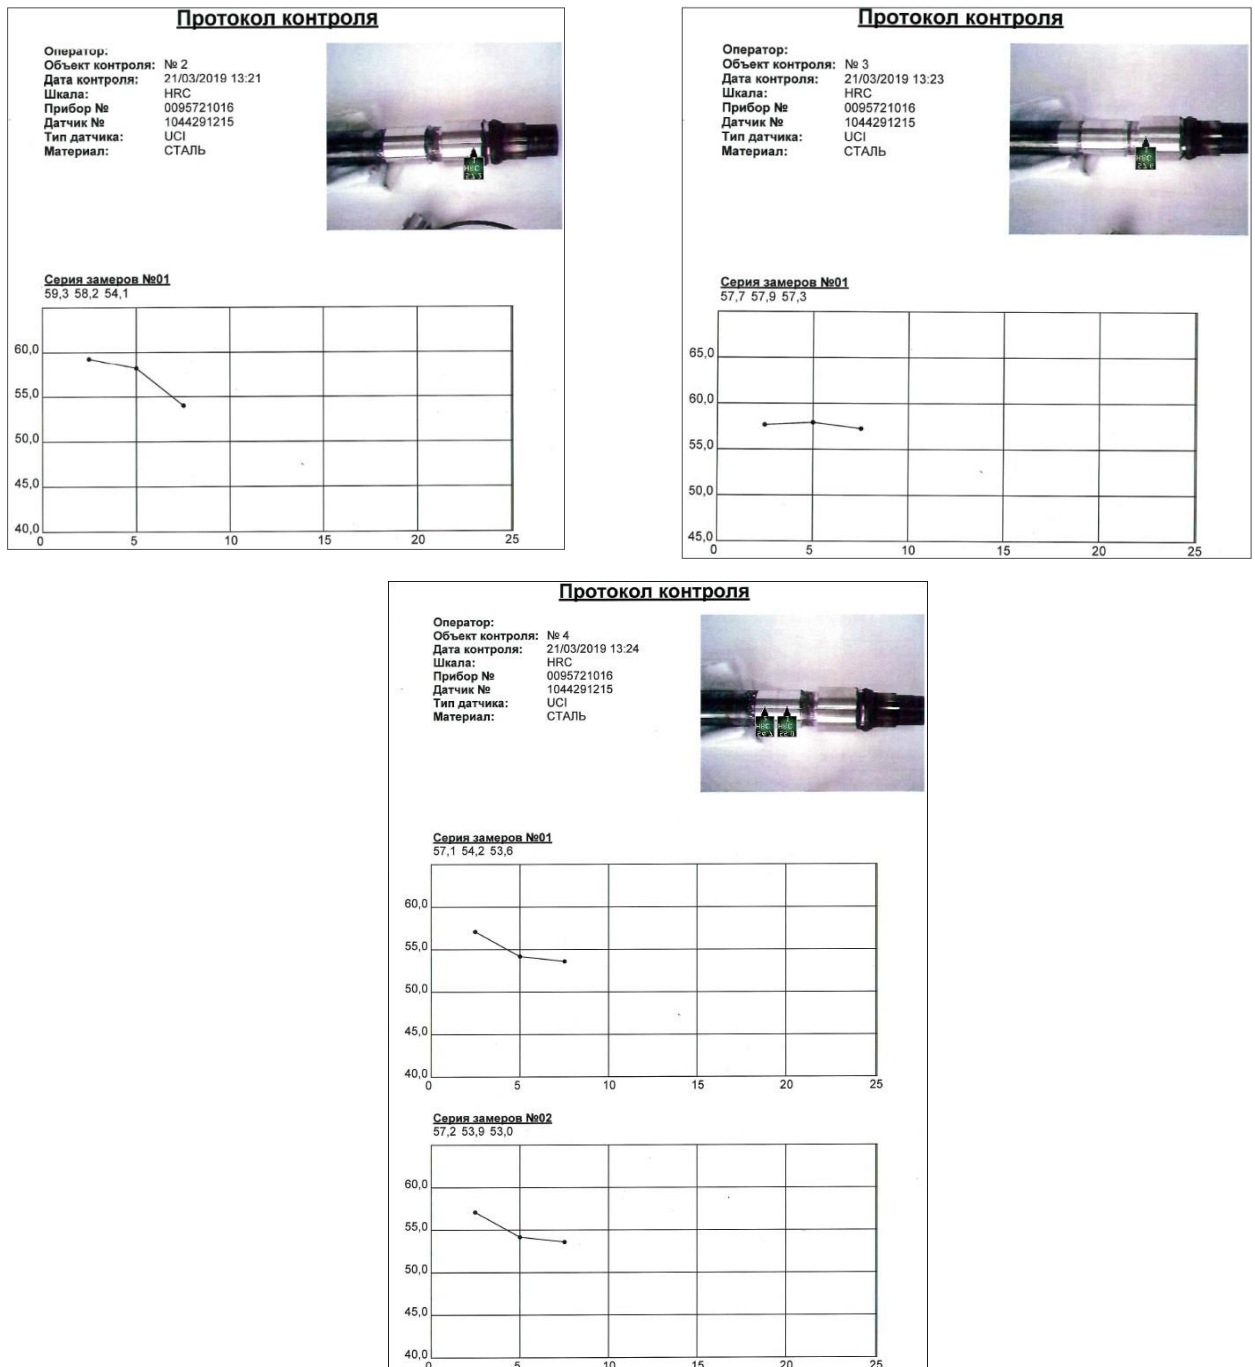 Протокол контроля
Оператор:
Объект контроля: № 2
Дата контроля: 21/03/2019 13:21
Шкала: HRC
Прибор № 0095721016
Датчик № 1044291215
Тип датчика: UCI
Материал: СТАЛЬ
HRC
Серия замеров №01
59,3 58,2 54,1
60,0
55,0
50,0
45,0
40,0
0 5 10 15 20 25
Протокол контроля
Оператор:
Объект контроля: № 3
Дата контроля: 21/03/2019 13:23
Шкала: HRC
Прибор № 0095721016
Датчик № 1044291215
Тип датчика: UCI
Материал: СТАЛЬ
HRC
Серия замеров №01
57,7 57,9 57,3
65,0
60,0
55,0
50,0
45,0
0 5 10 15 20 25
Протокол контроля
Оператор:
Объект контроля: № 4
Дата контроля: 21/03/2019 13:24
Шкала: HRC
Прибор № 0095721016
Датчик № 1044291215
Тип датчика: UCI
Материал: СТАЛЬ
HRC HRC
Серия замеров №01
57,1 54,2 53,6
60,0
55,0
50,0
45,0
40,0
0 5 10 15 20 25
Серия замеров №02
57,2 53,9 53,0
60,0
55,0
50,0
45,0
40,0
0 5 10 15 20 25